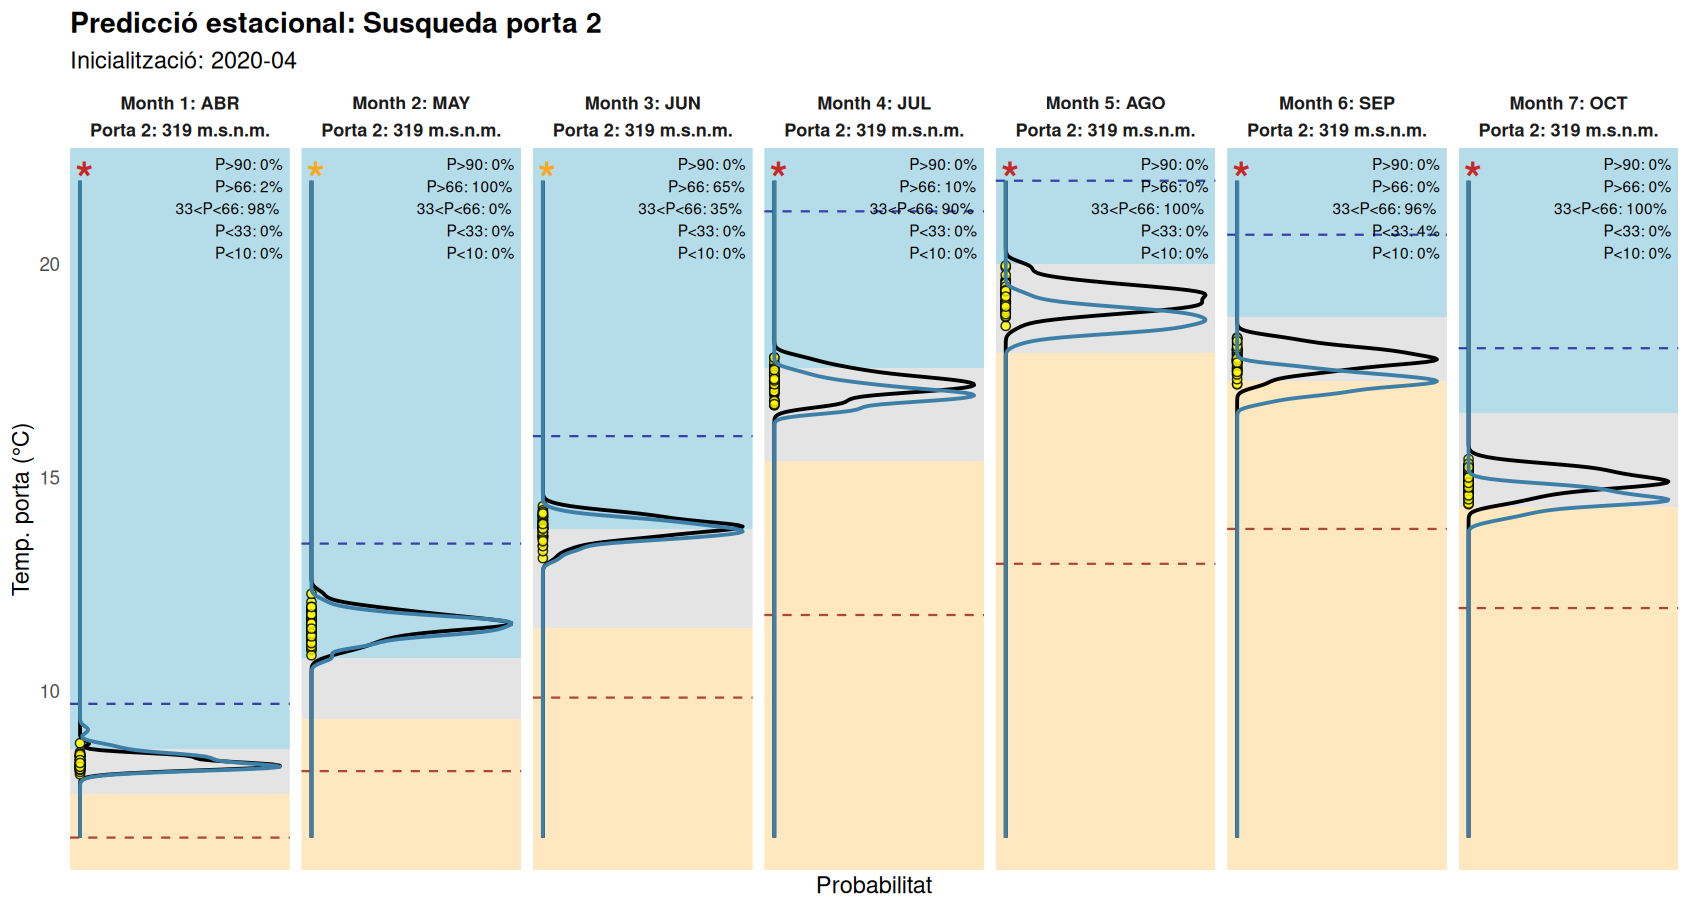 Predicció estacional: Susqueda porta 2
Inicialització: 2020-04
Month 1: ABR
Porta 2: 319 m.s.n.m.
Month 2: MAY
Porta 2: 319 m.s.n.m.
Month 3: JUN
Porta 2: 319 m.s.n.m.
Month 4: JUL
Porta 2: 319 m.s.n.m.
Month 5: AGO
Porta 2: 319 m.s.n.m.
Month 6: SEP
Porta 2: 319 m.s.n.m.
Month 7: OCT
Porta 2: 319 m.s.n.m.
*
P>90: 0%
P>66: 2%
33<P<66: 98%
P<33: 0%
P<10: 0%
*
P>90: 0%
P>66: 100%
33<P<66: 0%
P<33: 0%
P<10: 0%
*
P>90: 0%
P>66: 65%
33<P<66: 35%
P<33: 0%
P<10: 0%
*
P>90: 0%
P>66: 10%
33<P<66: 90%
P<33: 0%
P<10: 0%
*
P>90: 0%
P>66: 0%
33<P<66: 100%
P<33: 0%
P<10: 0%
*
P>90: 0%
P>66: 0%
33<P<66: 96%
P<33: 4%
P<10: 0%
*
P>90: 0%
P>66: 0%
33<P<66: 100%
P<33: 0%
P<10: 0%
Temp. porta (°C)
20
15
10
Probabilitat